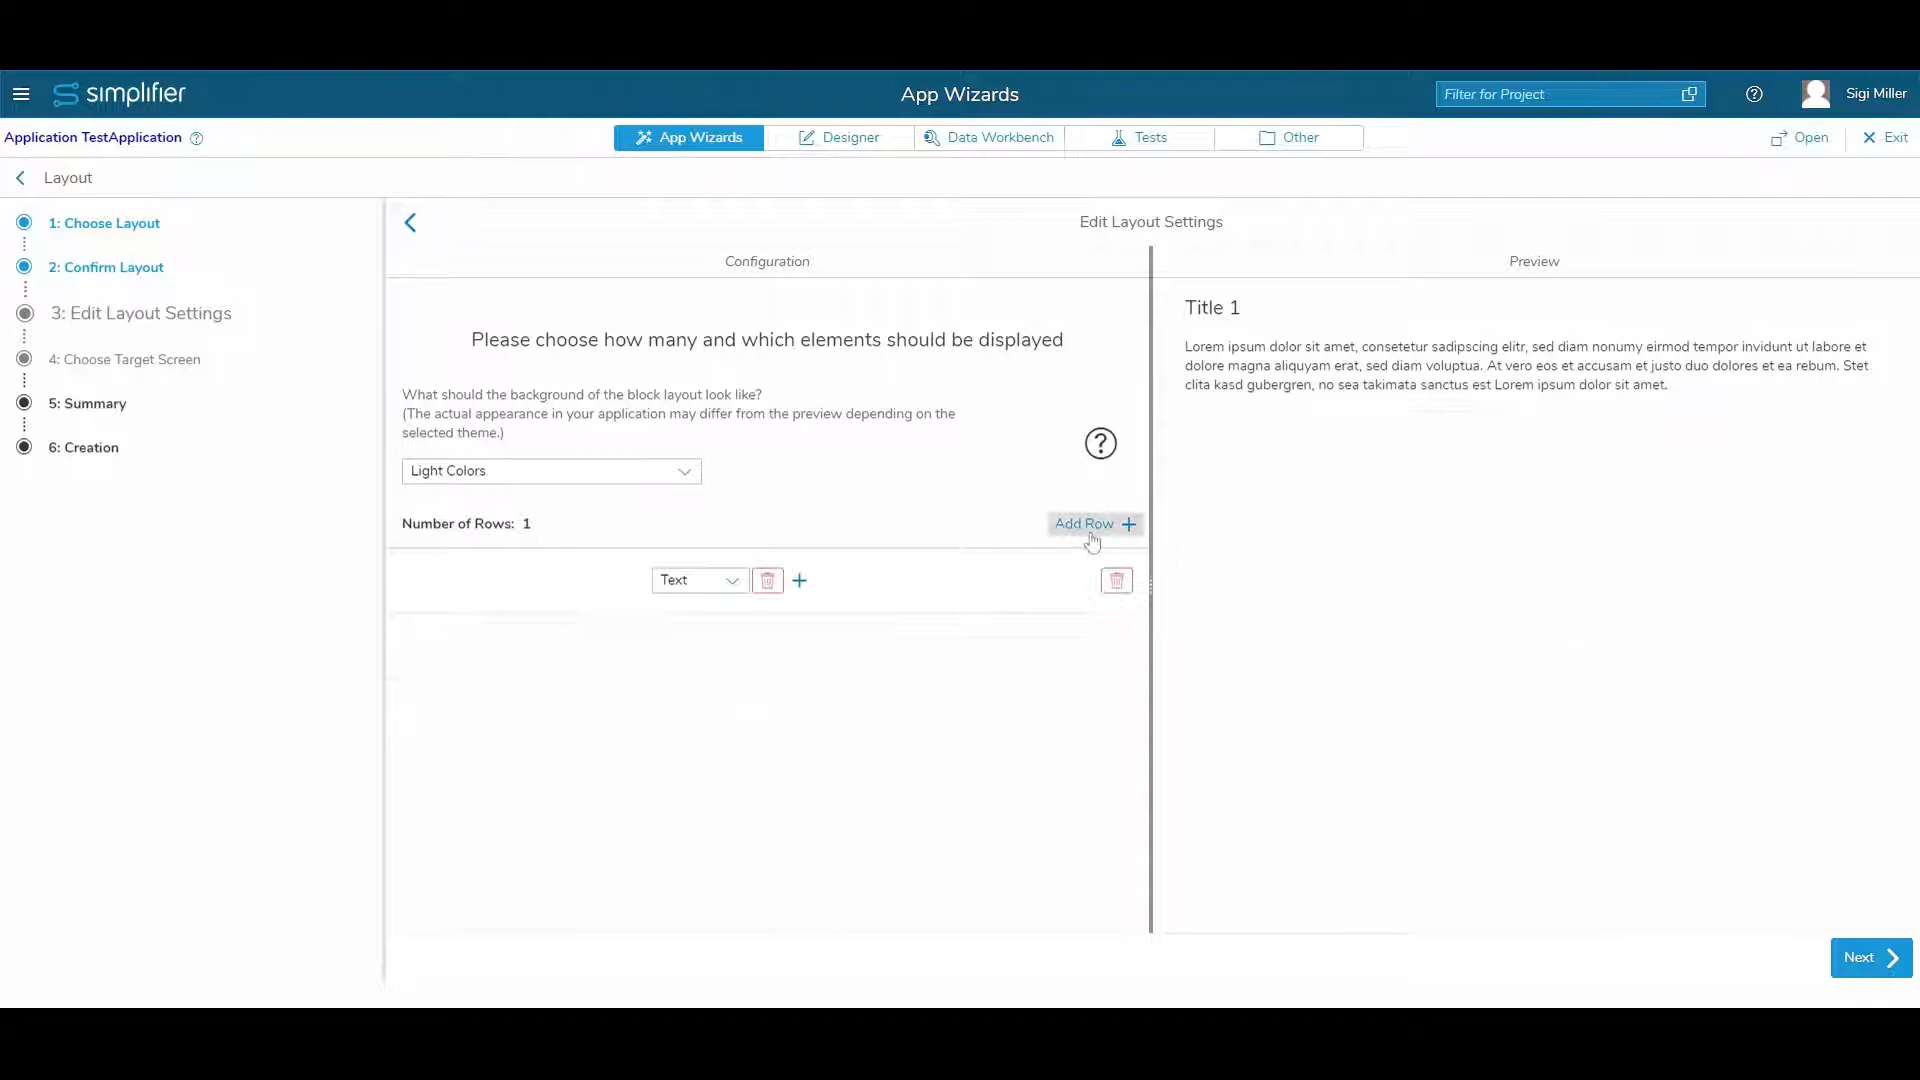 simplifier
App Wizards
Filter for Project
Sigi Miller
Application TestApplication
App Wizards
Designer
Data Workbench
Tests
Other
Open
Exit
Layout
1: Choose Layout
2: Confirm Layout
3: Edit Layout Settings
4: Choose Target Screen
5: Summary
6: Creation
Edit Layout Settings
Configuration
Please choose how many and which elements should be displayed
What should the background of the block layout look like?
(The actual appearance in your application may differ from the preview depending on the
selected theme.)
Light Colors
Number of Rows: 1
Add Row
Text
Preview
Title 1
Lorem ipsum dolor sit amet, consetetur sadipscing elitr, sed diam nonumy eirmod tempor invidunt ut labore et
dolore magna aliquyam erat, sed diam voluptua. At vero eos et accusam et justo duo dolores et ea rebum. Stet
clita kasd gubergren, no sea takimata sanctus est Lorem ipsum dolor sit amet.
Next